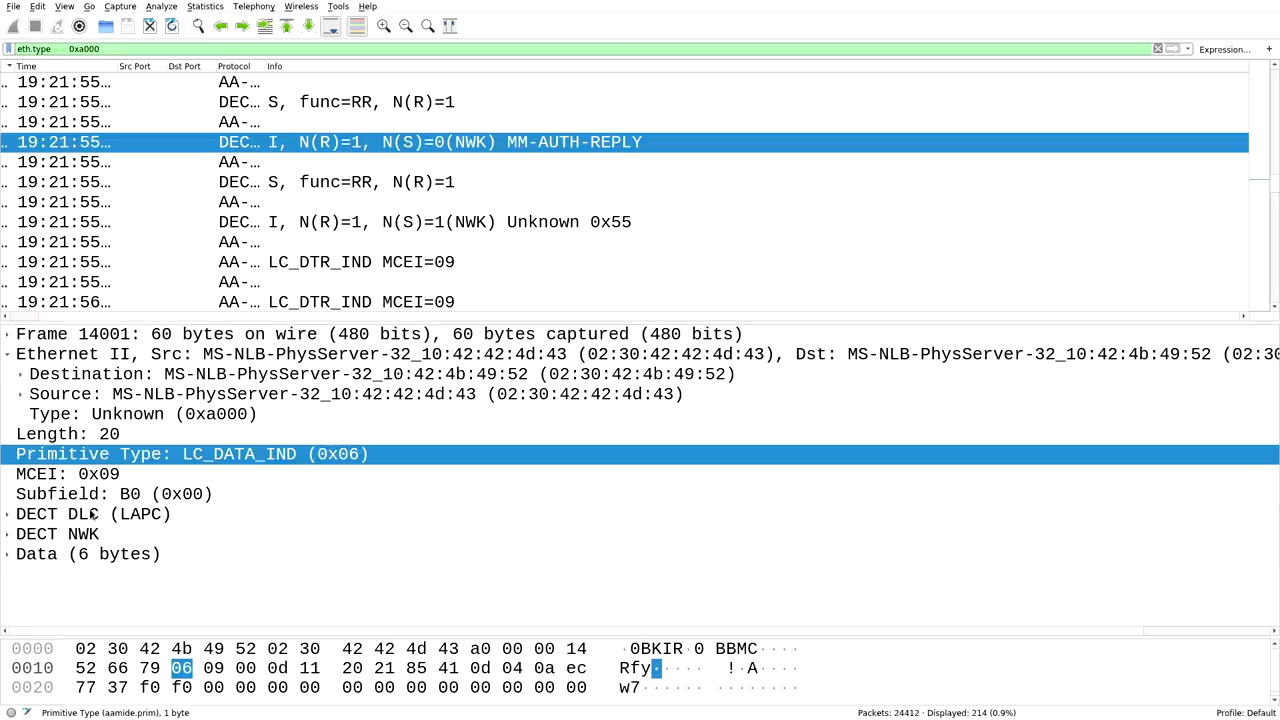 File Edit View Go Capture Analyze Statistics Telephony Wireless Tools Help
eth.type 0xa000 Expression… +
Time Src Port Dst Port Protocol Info
.. 19:21:55… AA-…
.. 19:21:55… DEC… S, func=RR, N(R)=1
.. 19:21:55… AA-…
.. 19:21:55… DEC… I, N(R)=1, N(S)=0(NWK) MM-AUTH-REPLY
.. 19:21:55… AA-…
.. 19:21:55… DEC… S, func=RR, N(R)=1
.. 19:21:55… AA-…
.. 19:21:55… DEC… I, N(R)=1, N(S)=1(NWK) Unknown 0x55
.. 19:21:55… AA-…
.. 19:21:55… AA-… LC_DTR_IND MCEI=09
.. 19:21:55… AA-…
.. 19:21:56… AA-… LC_DTR_IND MCEI=09
Frame 14001: 60 bytes on wire (480 bits), 60 bytes captured (480 bits)
Ethernet II, Src: MS-NLB-PhysServer-32_10:42:42:4d:43 (02:30:42:42:4d:43), Dst: MS-NLB-PhysServer-32_10:42:4b:49:52 (02:30
Destination: MS-NLB-PhysServer-32_10:42:4b:49:52 (02:30:42:4b:49:52)
Source: MS-NLB-PhysServer-32_10:42:42:4d:43 (02:30:42:42:4d:43)
Type: Unknown (0xa000)
Length: 20
Primitive Type: LC_DATA_IND (0x06)
MCEI: 0x09
Subfield: B0 (0x00)
DECT DLC (LAPC)
DECT NWK
Data (6 bytes)
0000 02 30 42 4b 49 52 02 30 42 42 4d 43 a0 00 00 14 ·0BKIR·0 BBMC····
0010 52 66 79 06 09 00 0d 11 20 21 85 41 0d 04 0a ec Rfy····· !·A····
0020 77 37 f0 f0 00 00 00 00 00 00 00 00 00 00 00 00 w7······ ········
Primitive Type (aamide.prim), 1 byte Packets: 24412 · Displayed: 214 (0.9%) Profile: Default